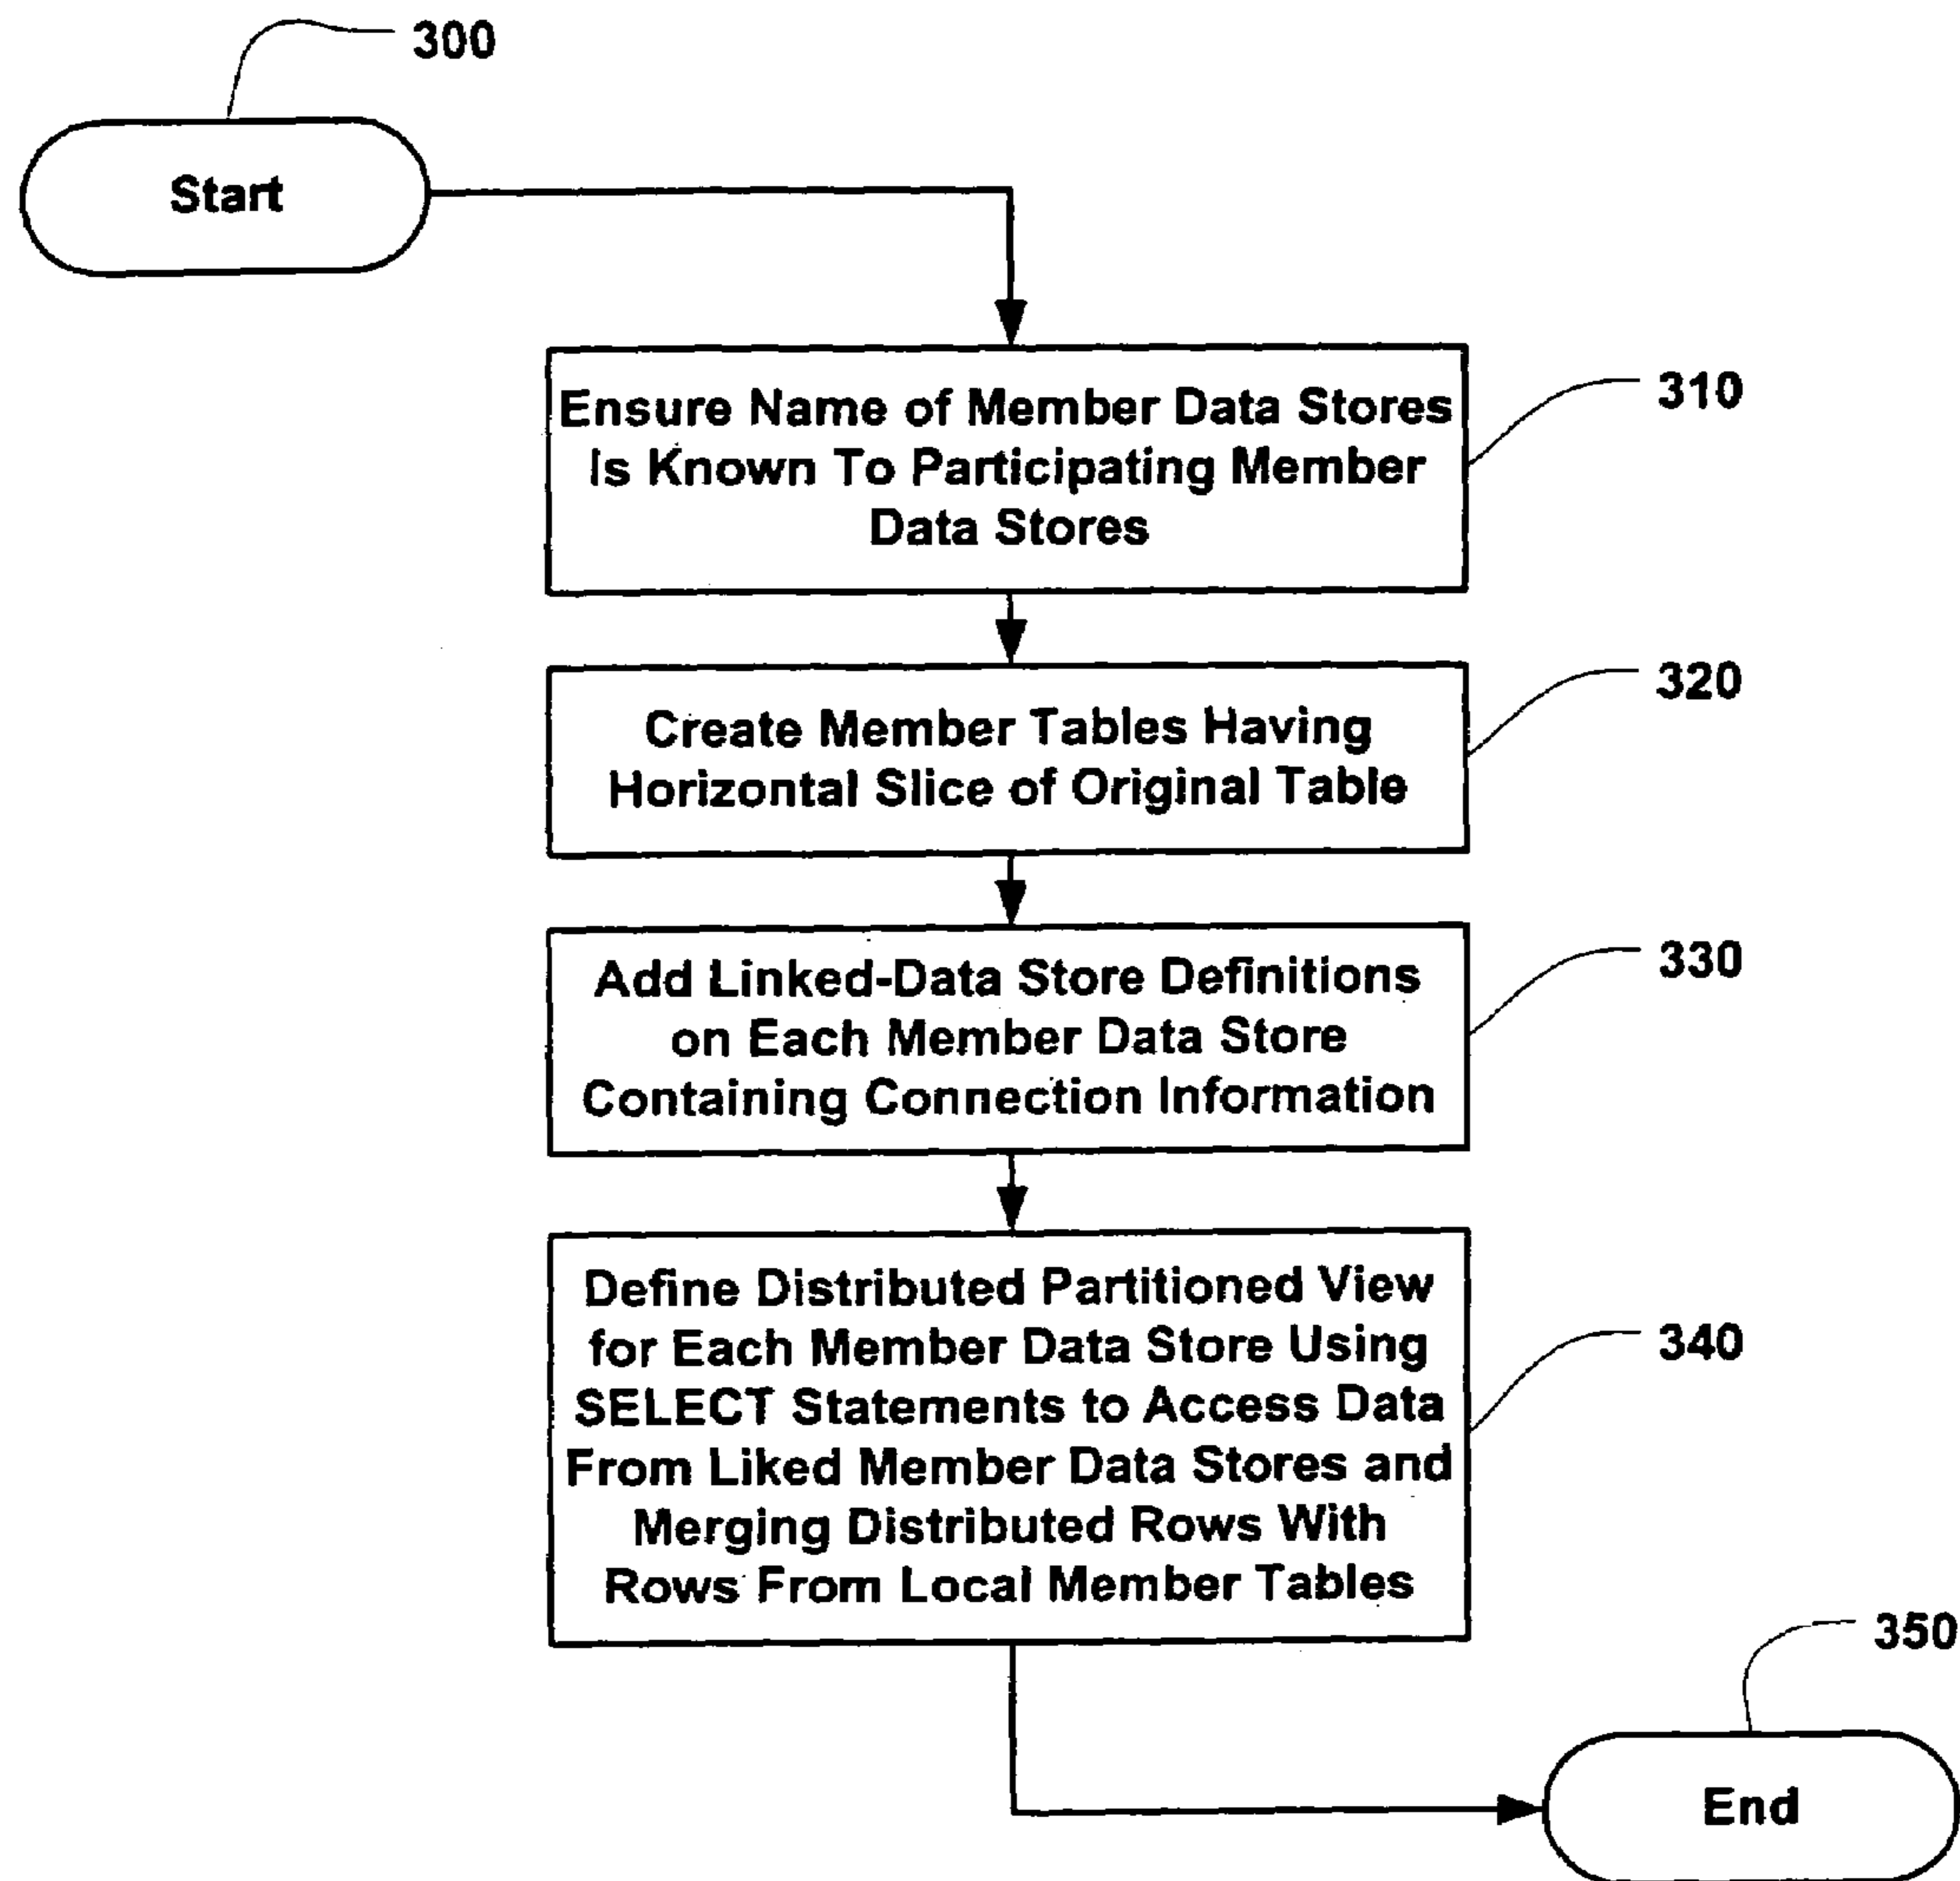 300
Start
Ensure Name of Member Data Stores
Is Known To Participating Member
Data Stores
310
Create Member Tables Having
Horizontal Slice of Original Table
320
Add Linked-Data Store Definitions
on Each Member Data Store
Containing Connection Information
330
Define Distributed Partitioned View
for Each Member Data Store Using
SELECT Statements to Access Data
From Liked Member Data Stores and
Merging Distributed Rows With
Rows From Local Member Tables
340
350
End